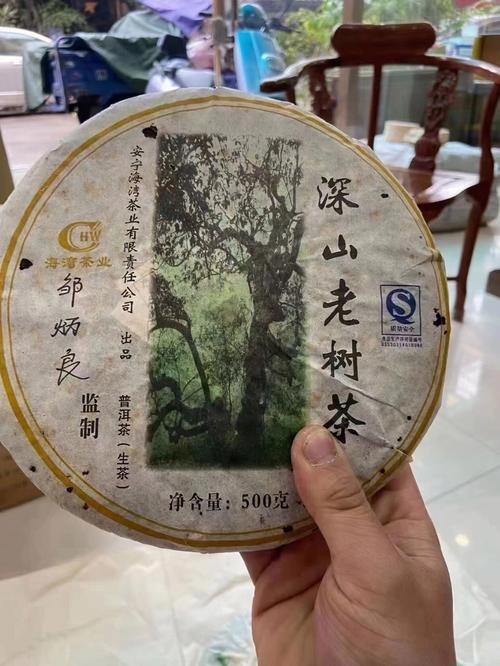 深山老树茶
安宁海湾茶业有限责任公司 出品
普洱茶(生茶)
HW
海湾茶业
邹炳良
监制
质量安全
净含量：500克